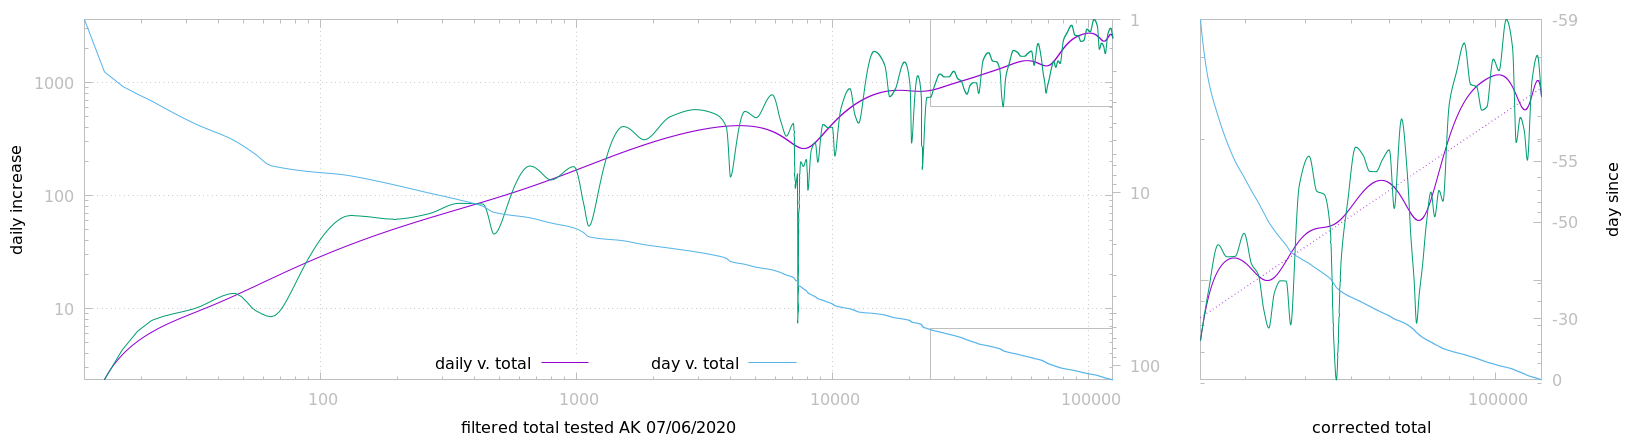 daily increase
1000
100
10
daily v. total
day v. total
100
1000
10000
100000
filtered total tested AK 07/06/2020
1
10
100
100000
corrected total
-59
-55
-50
-30
0
day since